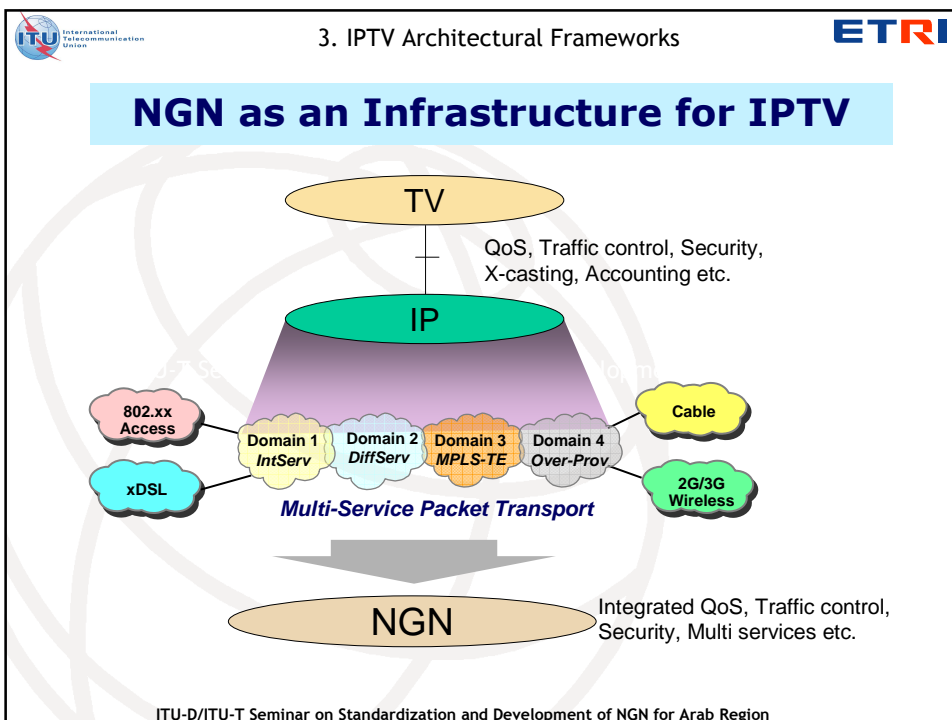 ITU International
Telecommunication
Union
3. IPTV Architectural Frameworks
ETRI
NGN as an Infrastructure for IPTV
TV
QoS, Traffic control, Security,
X-casting, Accounting etc.
IP
802.xx
Access
xDSL
Domain 1
IntServ
Domain 2
DiffServ
Domain 3
MPLS-TE
Domain 4
Over-Prov
Cable
2G/3G
Wireless
Multi-Service Packet Transport
NGN
Integrated QoS, Traffic control,
Security, Multi services etc.
ITU-D/ITU-T Seminar on Standardization and Development of NGN for Arab Region